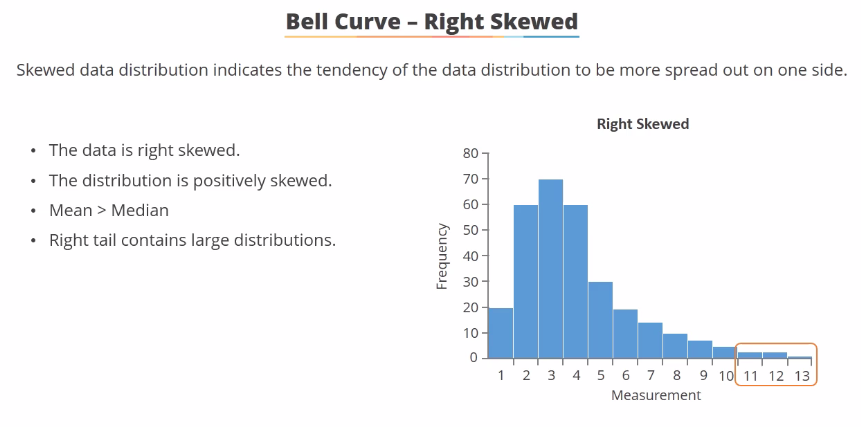 Bell Curve – Right Skewed
Skewed data distribution indicates the tendency of the data distribution to be more spread out on one side.
• The data is right skewed.
• The distribution is positively skewed.
• Mean > Median
• Right tail contains large distributions.
Right Skewed
80
70
60
50
40
30
20
10
0
Frequency
1 2 3 4 5 6 7 8 9 10 11 12 13
Measurement